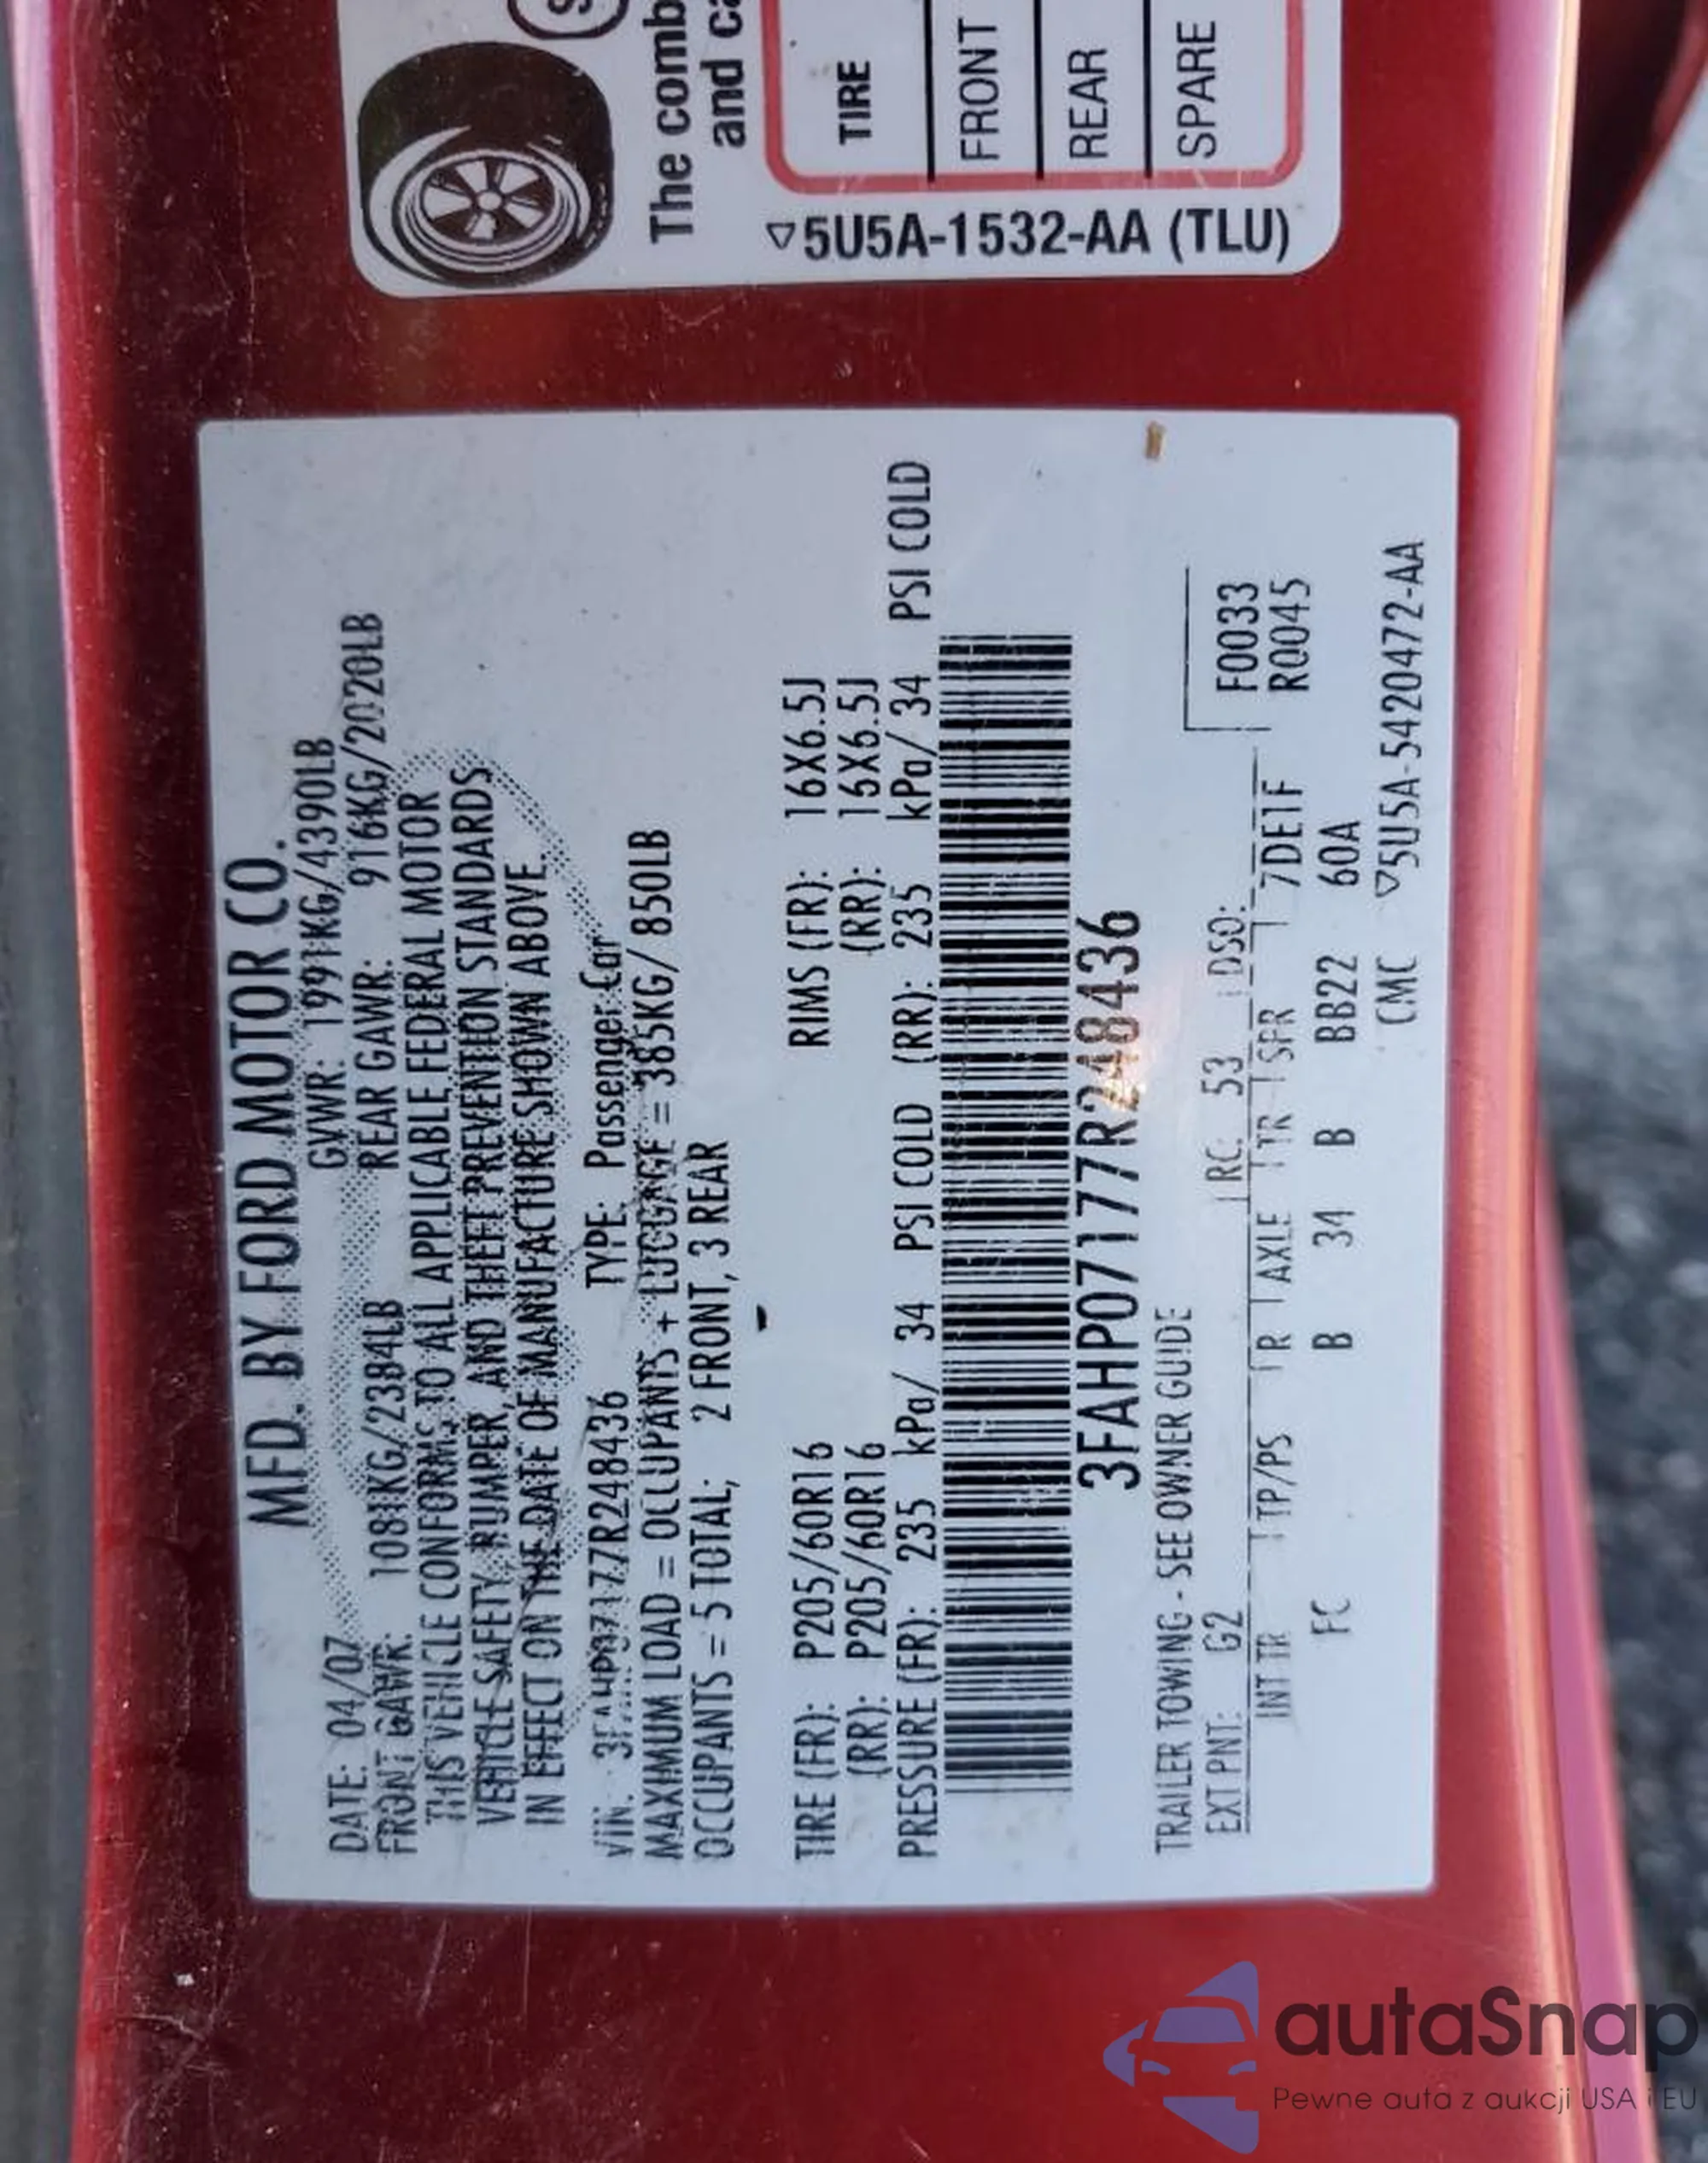 MFD. BY FORD MOTOR CO.
DATE: 04/07 GVWR: 1991KG/4390LB
FRONT GAWR: 1081KG/2384LB REAR GAWR: 916KG/2020LB
THIS VEHICLE CONFORMS TO ALL APPLICABLE FEDERAL MOTOR
VEHICLE SAFETY, BUMPER, AND THEFT PREVENTION STANDARDS
IN EFFECT ON THE DATE OF MANUFACTURE SHOWN ABOVE.
VIN: 3FAHP07177R248436 TYPE: Passenger Car
MAXIMUM LOAD = OCCUPANTS + LUGGAGE = 385KG/ 850LB
OCCUPANTS = 5 TOTAL; 2 FRONT, 3 REAR
TIRE (FR): P205/60R16 RIMS (FR): 16X6.5J
(RR): P205/60R16 (RR): 16X6.5J
PRESSURE (FR): 235 kPa/ 34 PSI COLD (RR): 235 kPa/ 34 PSI COLD
3FAHP07177R248436
TRAILER TOWING - SEE OWNER GUIDE
EXT PNT: G2 RC: 53 DSO: F0033
INT TR TP/PS R AXLE TR SPR 7DE1F R0045
FC B 34 B BB22 60A
CMC ▽5U5A-5420472-AA
The comb
and ca
TIRE
FRONT
REAR
SPARE
▽5U5A-1532-AA (TLU)
autaSnap
Pewne auta z aukcji USA i EU